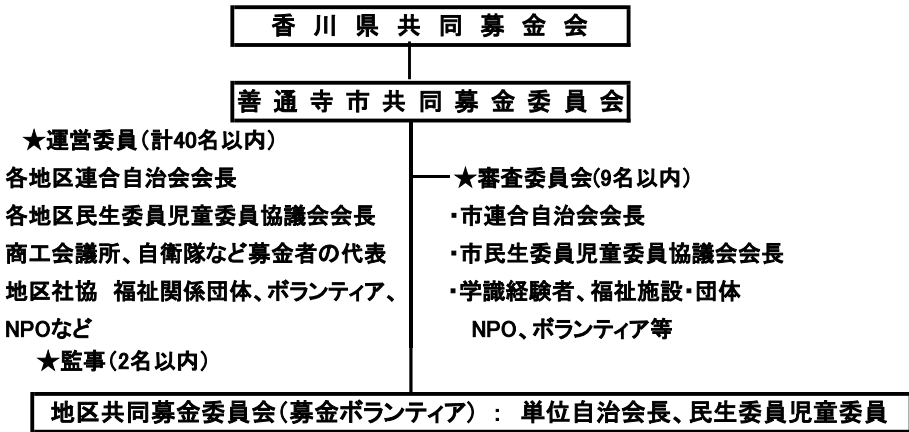 香川県共同募金会
善通寺市共同募金委員会
★運営委員(計40名以内)
各地区連合自治会会長
各地区民生委員児童委員協議会会長
商工会議所、自衛隊など募金者の代表
地区社協 福祉関係団体、ボランティア、
NPOなど
★監事(2名以内)
★審査委員会(9名以内)
・市連合自治会会長
・市民生委員児童委員協議会会長
・学識経験者、福祉施設・団体
NPO、ボランティア等
地区共同募金委員会(募金ボランティア) : 単位自治会長、民生委員児童委員